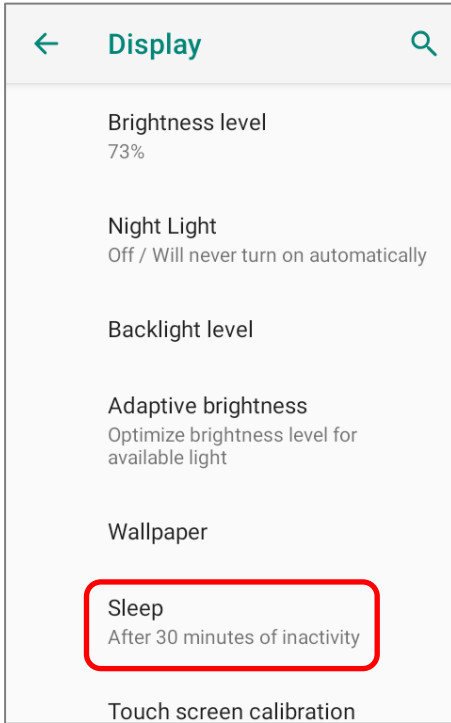 Display
Brightness level
73%
Night Light
Off / Will never turn on automatically
Backlight level
Adaptive brightness
Optimize brightness level for
available light
Wallpaper
Sleep
After 30 minutes of inactivity
Touch screen calibration